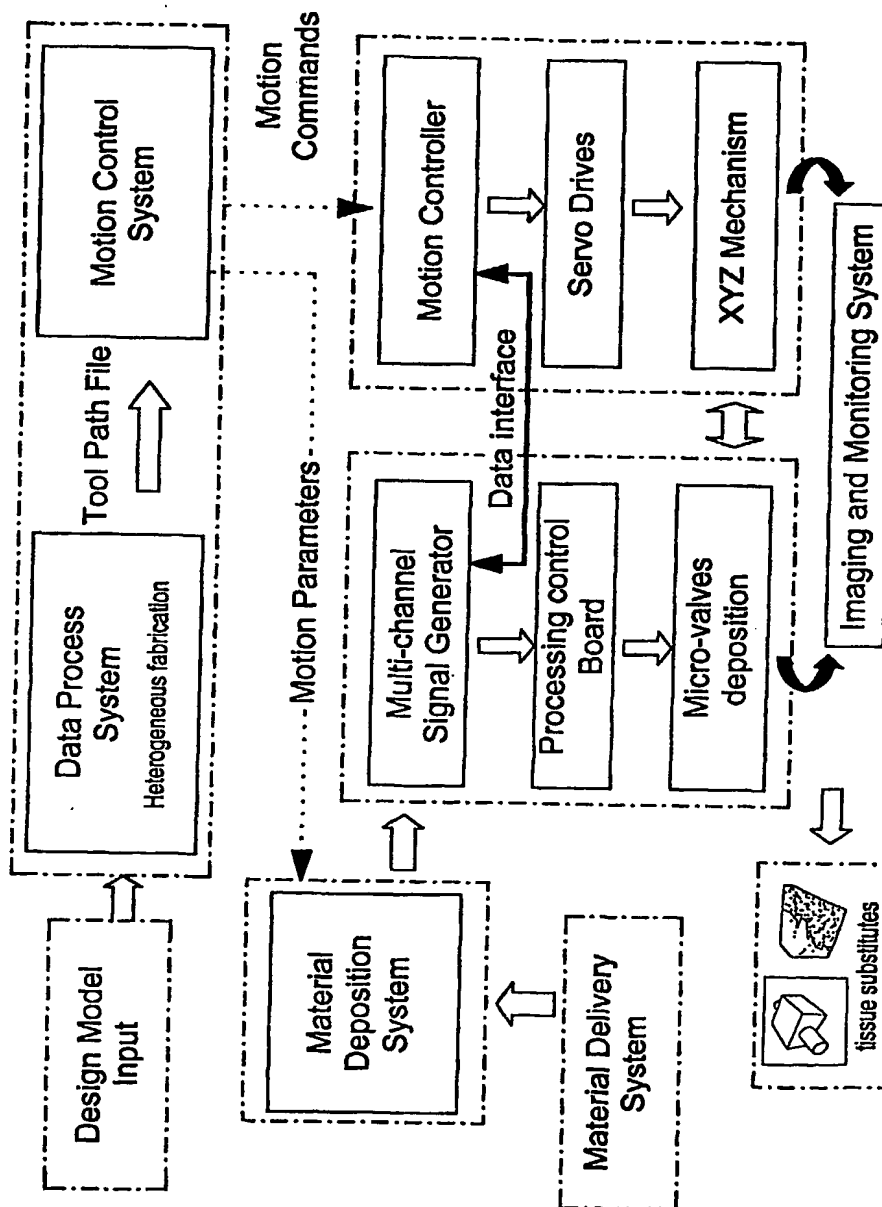 Design Model
Input
Data Process
System
Heterogeneous fabrication
Tool Path File
Motion Control
System
Motion Parameters
Motion
Commands
Material
Deposition
System
Multi-channel
Signal Generator
Data interface
Motion Controller
Processing control
Board
Servo Drives
Material Delivery
System
Micro-valves
deposition
XYZ Mechanism
Imaging and Monitoring System
tissue substitutes